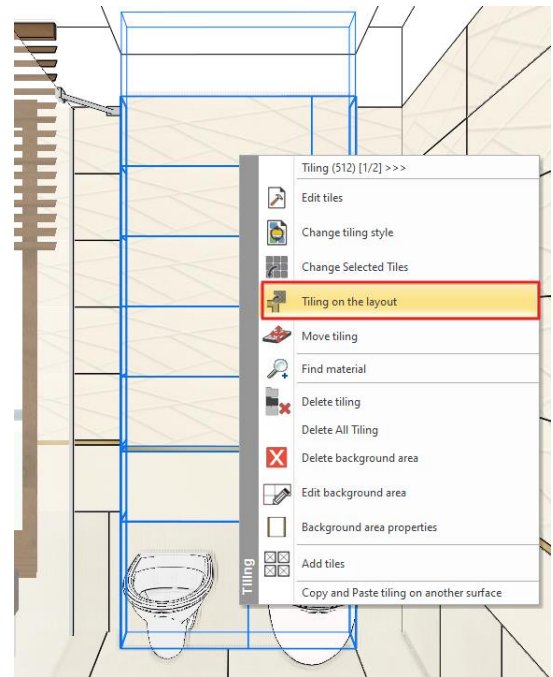 Tiling (512) [1/2] >>>
Edit tiles
Change tiling style
Change Selected Tiles
Tiling on the layout
Move tiling
Find material
Delete tiling
Delete All Tiling
Delete background area
Edit background area
Background area properties
Add tiles
Copy and Paste tiling on another surface
Tiling